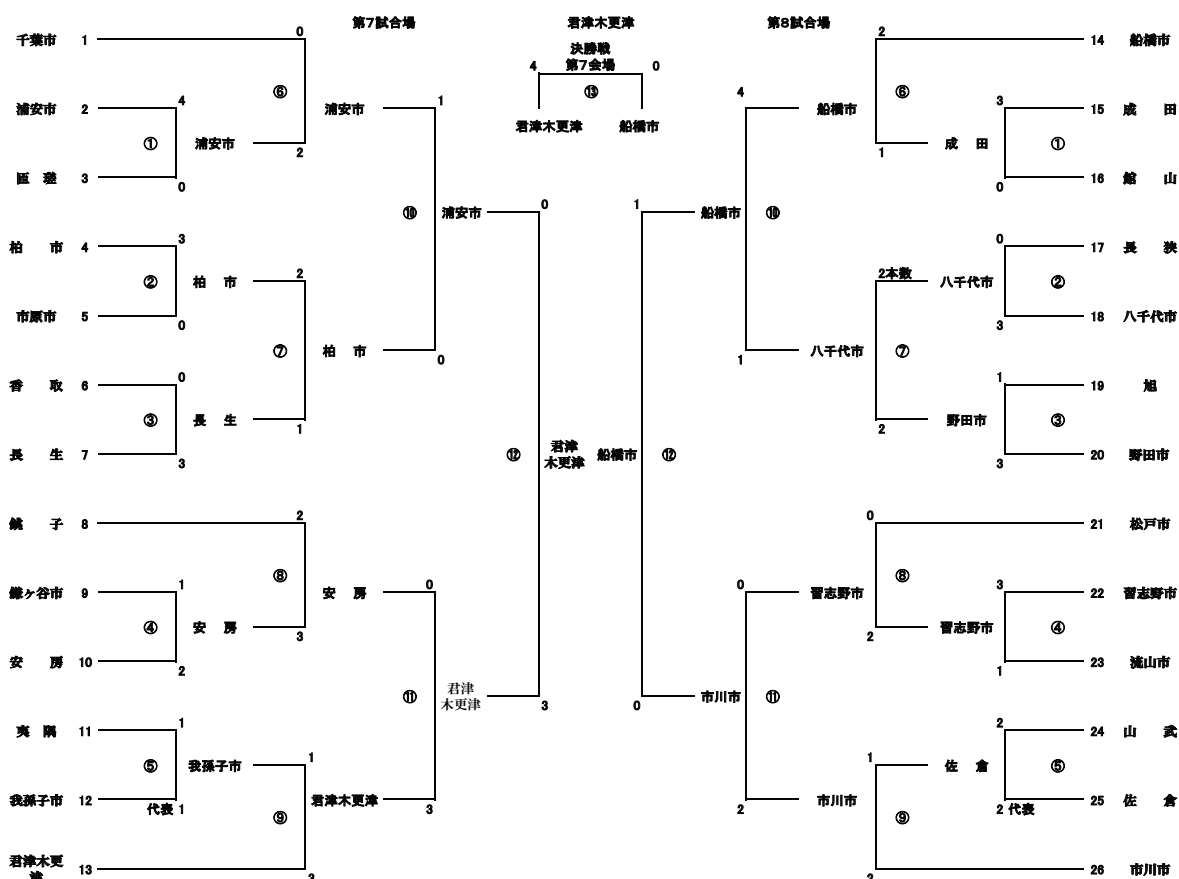 第7試合場
君津木更津
第8試合場
決勝戦
第7会場
4 0
⑬
君津木更津 船橋市
千葉市 1
0
⑥
浦安市 2
4
①
浦安市
2
匝瑳 3
0
浦安市
1
⑩
浦安市
0
柏市 4
3
②
柏市
2
市原市 5
0
⑦
柏市
0
香取 6
0
③
長生
1
長生 7
3
⑫
君津
木更津
銚子 8
2
⑧
鎌ヶ谷市 9
1
④
安房
3
安房 10
2
安房
0
⑪
君津
木更津
3
夷隅 11
1
⑤
我孫子市
1
我孫子市 12
代表 1
⑨
君津木更津
3
君津木更
津
13
3
2
14 船橋市
⑥
4
船橋市
3
15 成田
①
成田
1
0
16 館山
1
船橋市
⑩
0
17 長狭
②
八千代市
2本数
3
18 八千代市
⑦
八千代市
1
1
19 旭
③
野田市
2
3
20 野田市
船橋市
⑫
0
21 松戸市
⑧
0
習志野市
3
22 習志野市
④
習志野市
2
1
23 流山市
市川市
0
⑪
2
24 山武
⑤
佐倉
1
2 代表
25 佐倉
⑨
市川市
2
2
26 市川市